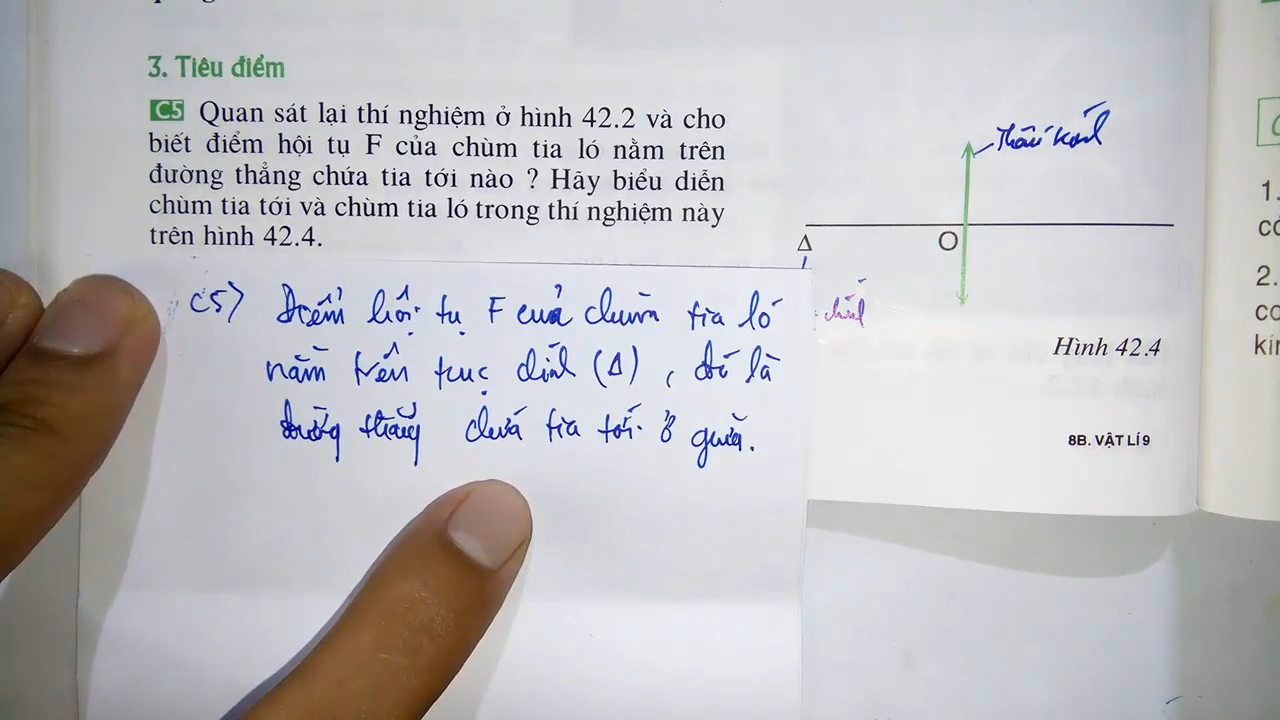 3. Tiêu điểm
C5 Quan sát lại thí nghiệm ở hình 42.2 và cho
biết điểm hội tụ F của chùm tia ló nằm trên
đường thẳng chứa tia tới nào ? Hãy biểu diễn
chùm tia tới và chùm tia ló trong thí nghiệm này
trên hình 42.4.
Thấu kính
Δ
O
Hình 42.4
8B. VẬT LÍ 9
C5) Điểm hội tụ F của chùm tia ló
nằm trên trục chính (Δ), đó là
đường thẳng chứa tia tới ở giữa.
chính
1.
2.